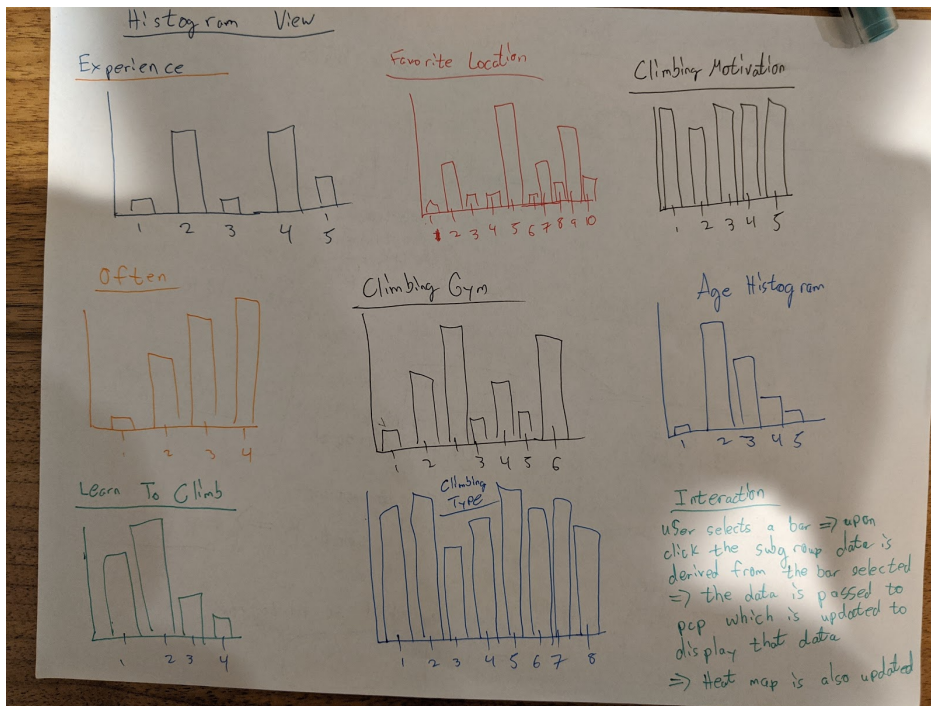 Histogram View
Experience
1 2 3 4 5
Favorite Location
1 2 3 4 5 6 7 8 9 10
Climbing Motivation
1 2 3 4 5
Often
1 2 3 4
Climbing Gym
1 2 3 4 5 6
Age Histogram
1 2 3 4 5
Learn To Climb
1 2 3 4
Climbing
Type
1 2 3 4 5 6 7 8
Interaction
user selects a bar => upon
click the subgroup data is
derived from the bar selected
=> the data is passed to
pcp which is updated to
display that data
=> Heat map is also updated